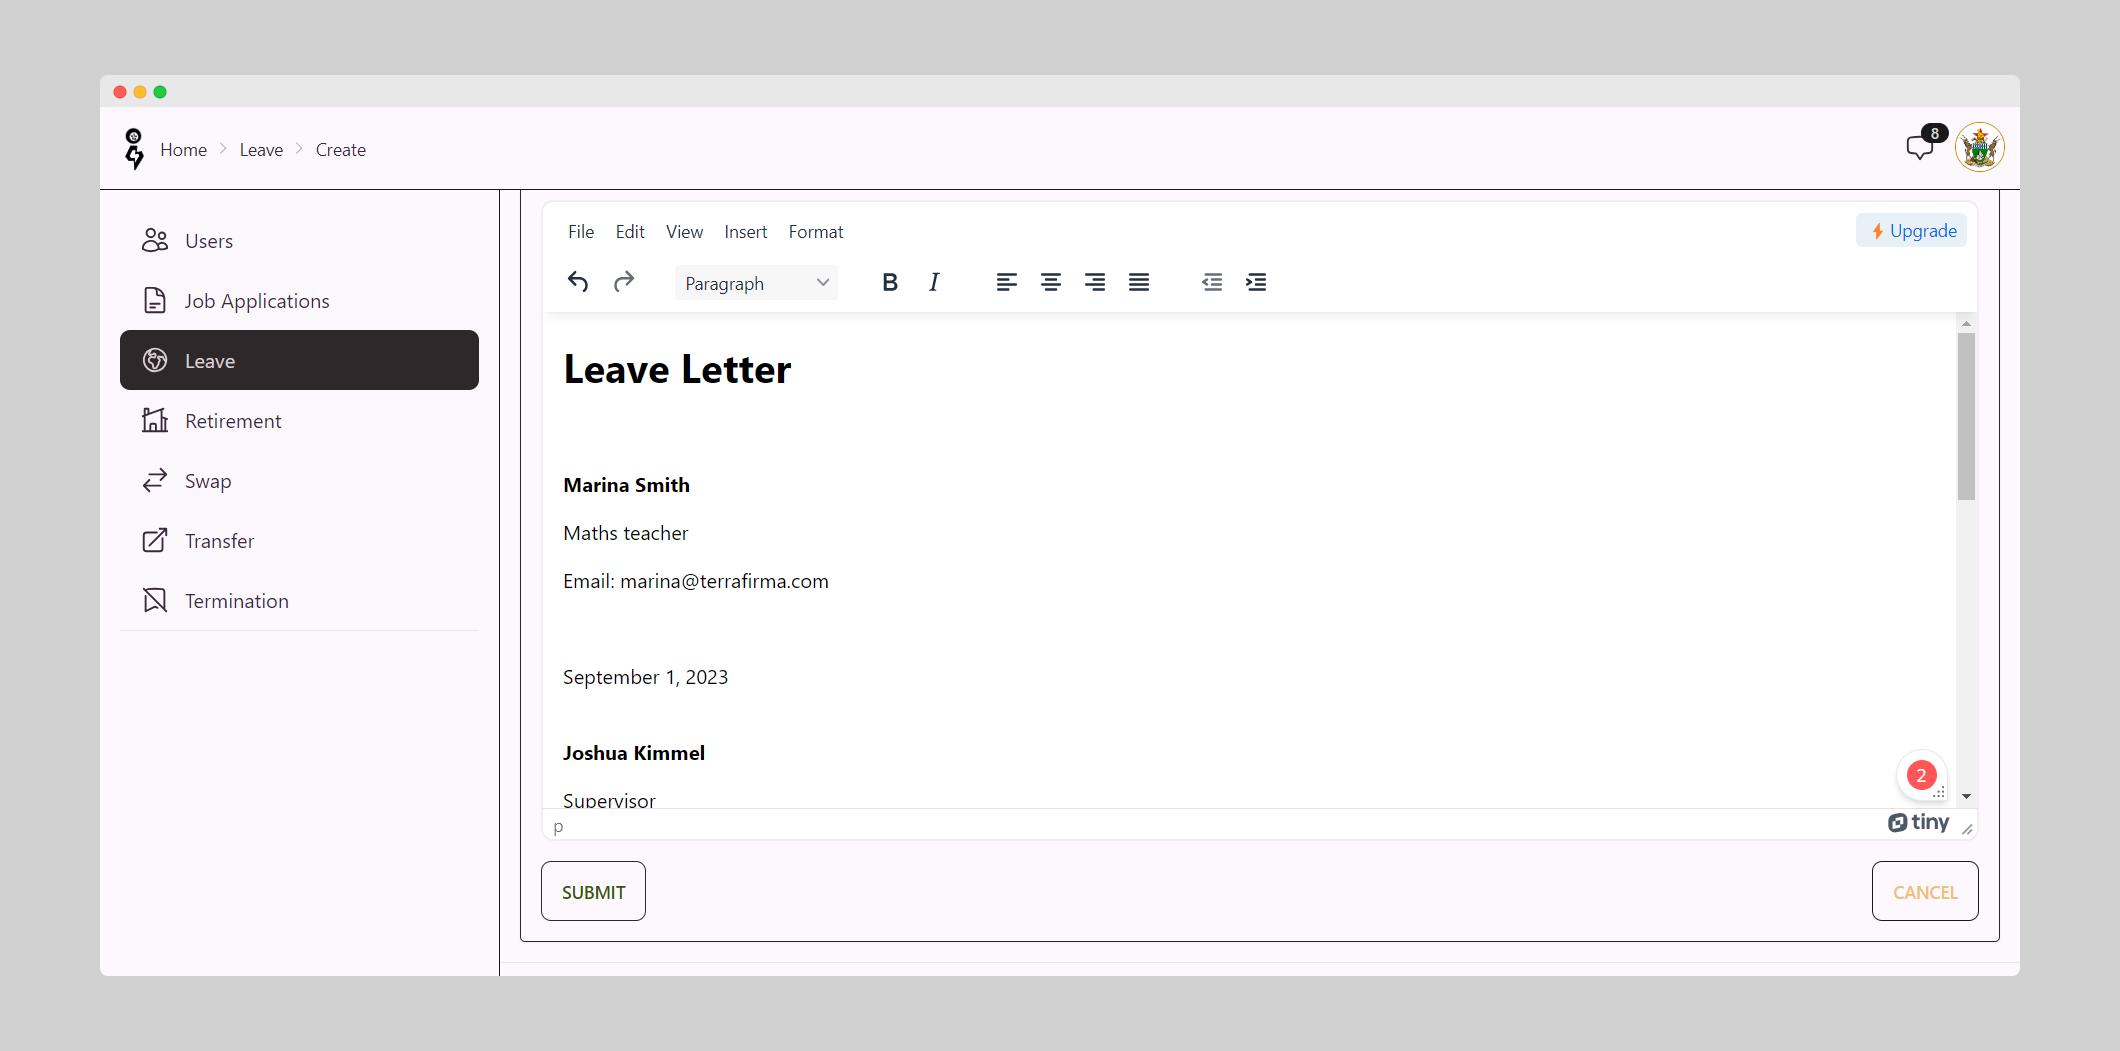 Home > Leave > Create
8
Users
Job Applications
Leave
Retirement
Swap
Transfer
Termination
File Edit View Insert Format
Upgrade
Paragraph B I
Leave Letter
Marina Smith
Maths teacher
Email: marina@terrafirma.com
September 1, 2023
Joshua Kimmel
Supervisor
2
p
tiny
SUBMIT
CANCEL